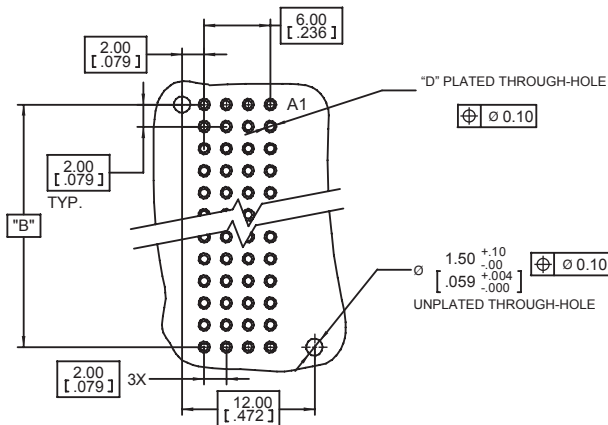 6.00
[.236]
2.00
[.079]
A1
"D" PLATED THROUGH-HOLE
⌖ Ø 0.10
2.00
[.079]
TYP.
"B"
Ø 1.50 +.10 -.00
[.059 +.004 -.000]
⌖ Ø 0.10
UNPLATED THROUGH-HOLE
2.00
[.079]
3X
12.00
[.472]